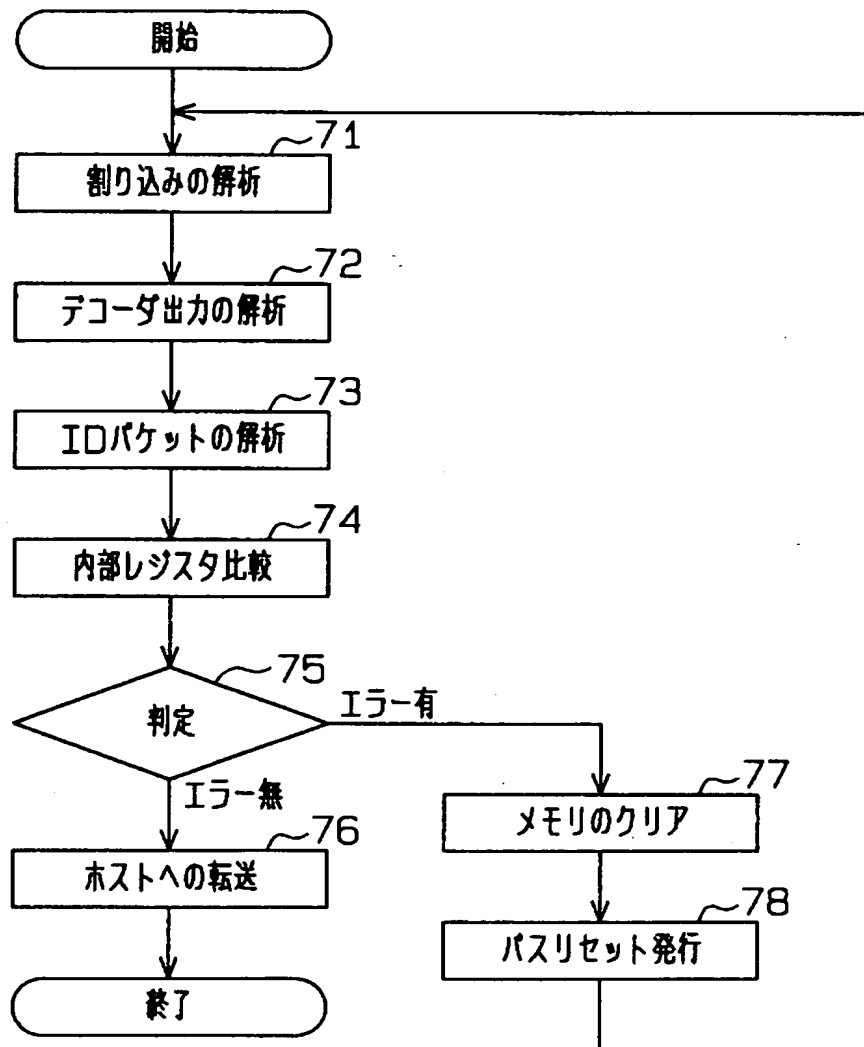 開始
71
割り込みの解析
72
デコーダ出力の解析
73
IDパケットの解析
74
内部レジスタ比較
75
判定
エラー有
エラー無
76
ホストへの転送
終了
77
メモリのクリア
78
バスリセット発行